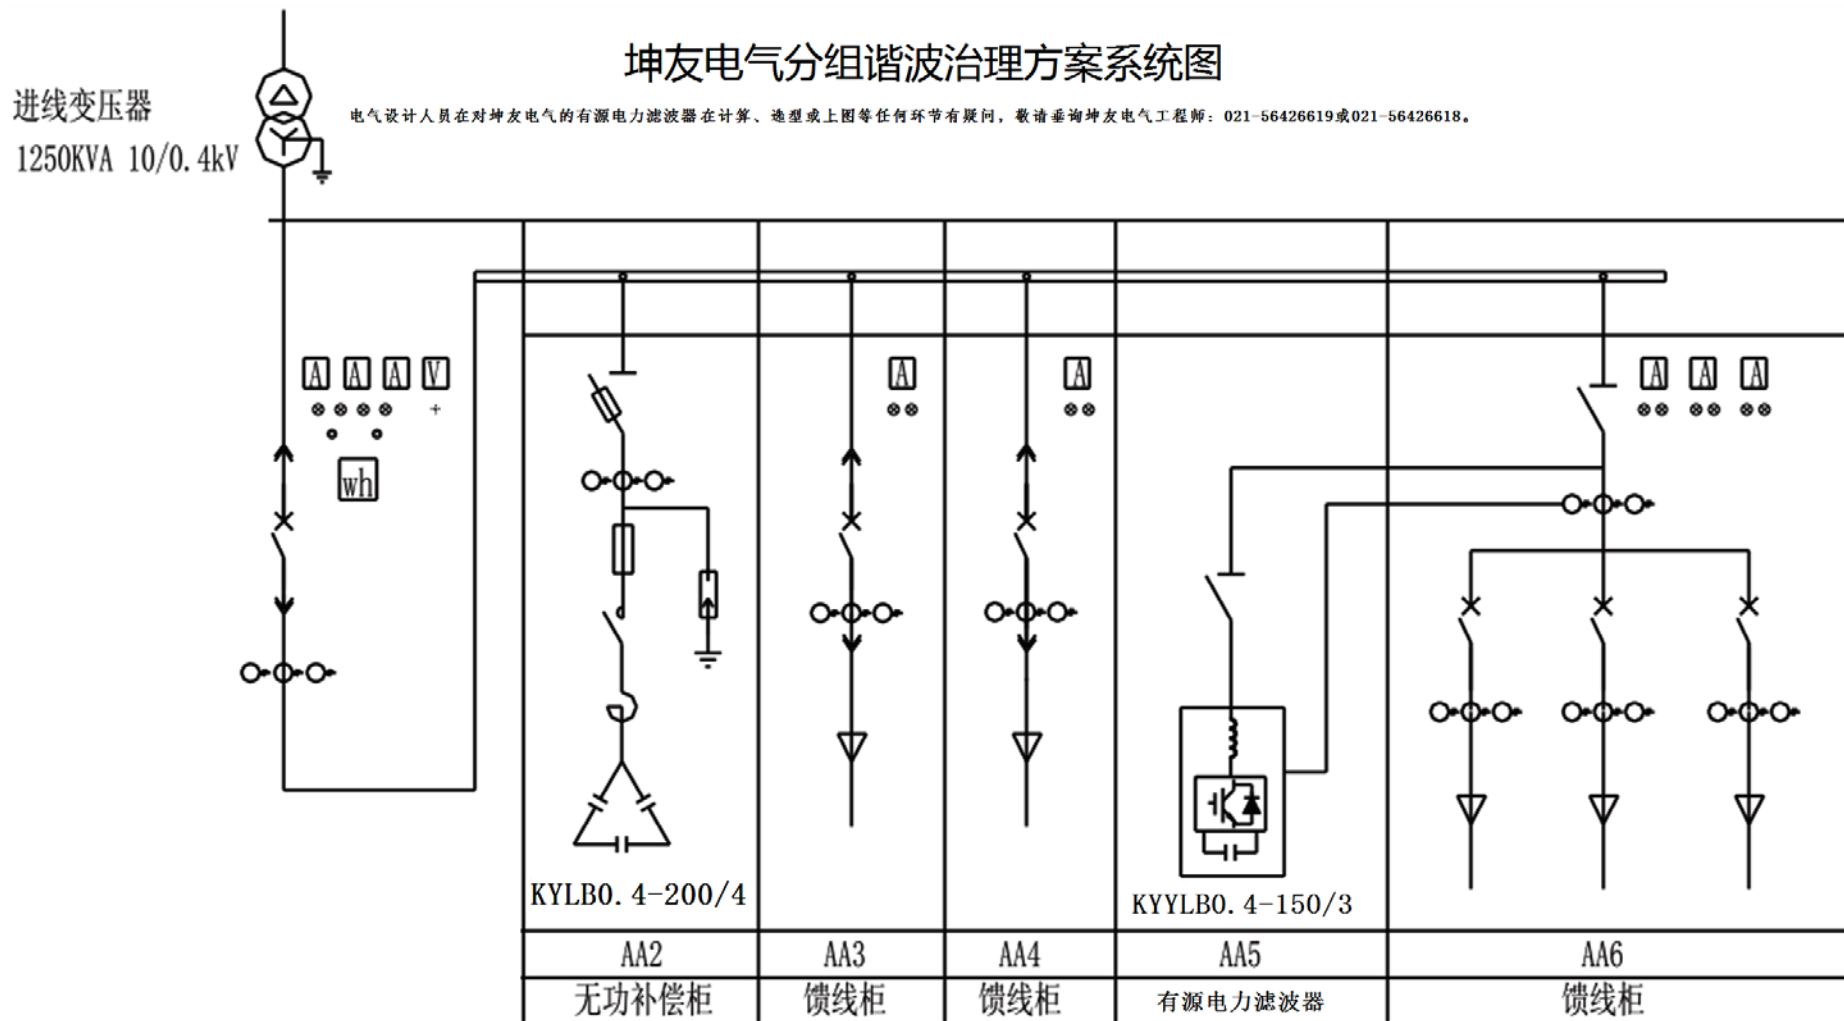 坤友电气分组谐波治理方案系统图
电气设计人员在对坤友电气的有源电力滤波器在计算、选型或上图等任何环节有疑问，敬请垂询坤友电气工程师：021-56426619或021-56426618。
进线变压器
1250KVA 10/0.4kV
A A A V
A
A
A A A
wh
KYLB0.4-200/4
KYYLB0.4-150/3
AA2 AA3 AA4 AA5 AA6
无功补偿柜 馈线柜 馈线柜 有源电力滤波器 馈线柜